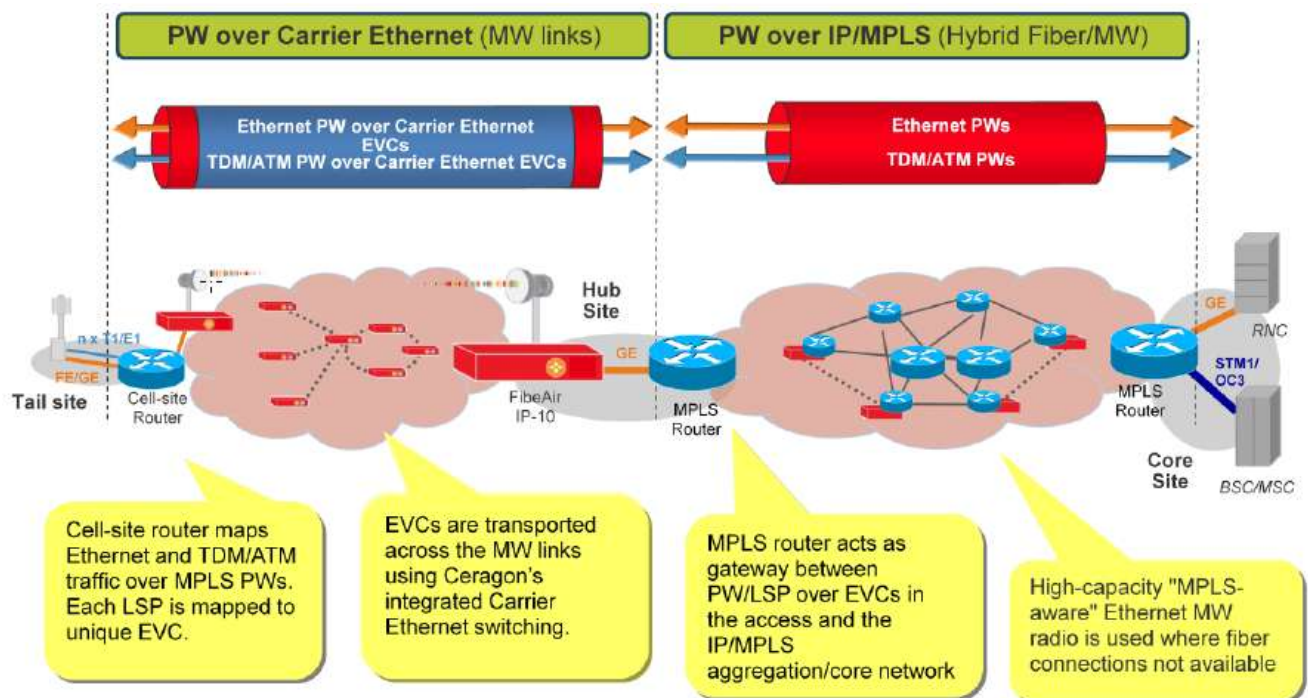 PW over Carrier Ethernet (MW links)
PW over IP/MPLS (Hybrid Fiber/MW)
Ethernet PW over Carrier Ethernet
EVCs
TDM/ATM PW over Carrier Ethernet EVCs
Ethernet PWs
TDM/ATM PWs
Hub
Site
n x T1/E1
FE/GE
Tail site
Cell-site
Router
FibeAir
IP-10
GE
MPLS
Router
MPLS
Router
GE
RNC
STM1/
OC3
Core
Site
BSC/MSC
Cell-site router maps
Ethernet and TDM/ATM
traffic over MPLS PWs.
Each LSP is mapped to
unique EVC.
EVCs are transported
across the MW links
using Ceragon's
integrated Carrier
Ethernet switching.
MPLS router acts as
gateway between
PW/LSP over EVCs in
the access and the
IP/MPLS
aggregation/core network
High-capacity "MPLS-
aware" Ethernet MW
radio is used where fiber
connections not available